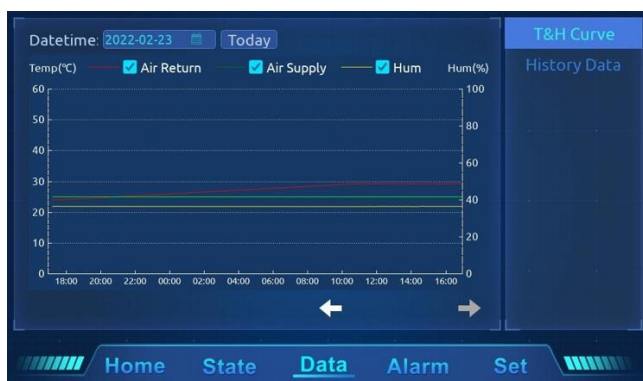 Datetime: 2022-02-23 Today
T&H Curve
History Data
Temp(℃) Air Return Air Supply Hum Hum(%)
60 100
50
80
40
60
30
40
20
20
10
0 0
18:00 20:00 22:00 00:00 02:00 04:00 06:00 08:00 10:00 12:00 14:00 16:00
Home State Data Alarm Set